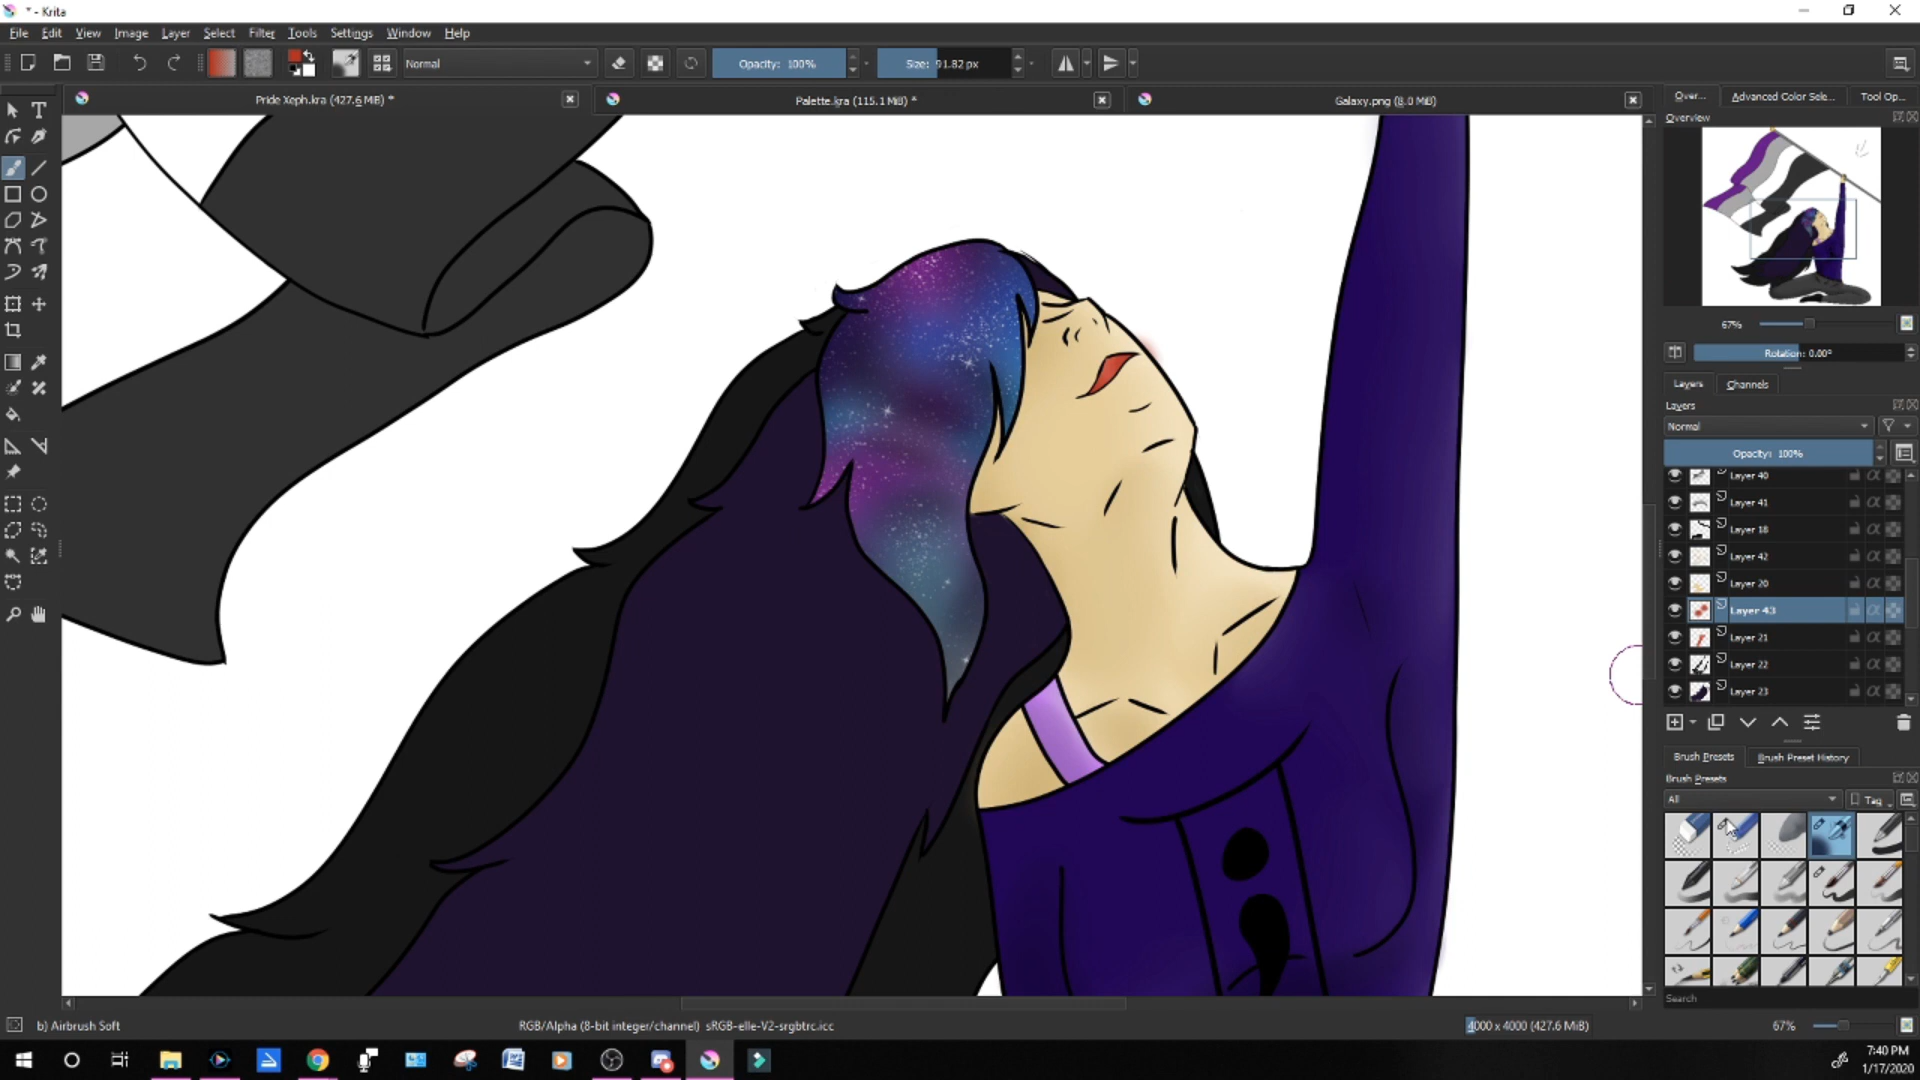 * - Krita
File Edit View Image Layer Select Filter Tools Settings Window Help
Normal Opacity: 100% Size: 91.82 px
Pride Xeph.kra (427.6 MiB) * Palette.kra (115.1 MiB) * Galaxy.png (8.0 MiB)
Over... Advanced Color Sele... Tool Op...
Overview
67%
Rotation: 0.00°
Layers Channels
Layers
Normal
Opacity: 100%
Layer 40
Layer 41
Layer 18
Layer 42
Layer 20
Layer 43
Layer 21
Layer 22
Layer 23
Brush Presets Brush Preset History
Brush Presets
All Tag
Search
b) Airbrush Soft RGB/Alpha (8-bit integer/channel) sRGB-elle-V2-srgbtrc.icc 4000 x 4000 (427.6 MiB) 67%
7:40 PM
1/17/2020